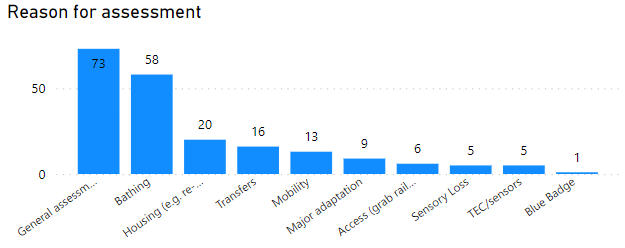 Reason for assessment
73
58
20
16
13
9
6
5
5
1
50
0
General assessm...
Bathing
Housing (e.g. re-...
Transfers
Mobility
Major adaptation
Access (grab rail...
Sensory Loss
TEC/sensors
Blue Badge